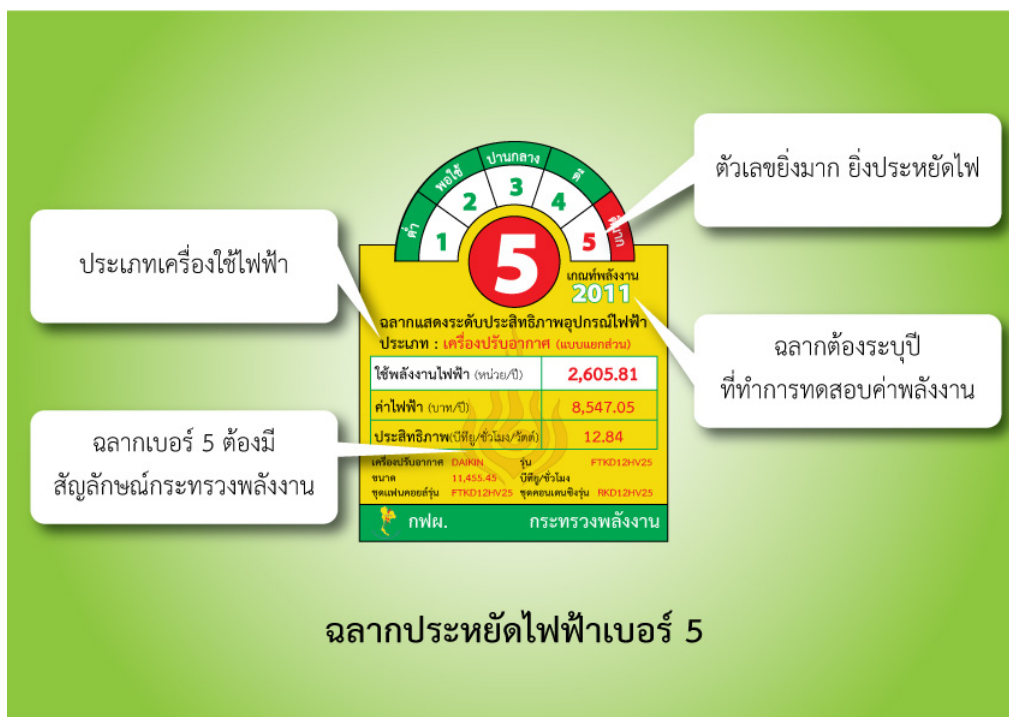 ต่ำ
พอใช้
ปานกลาง
ดี
ดีมาก
1
2
3
4
5
5
เกณฑ์พลังงาน
2011
ฉลากแสดงระดับประสิทธิภาพอุปกรณ์ไฟฟ้า
ประเภท : เครื่องปรับอากาศ (แบบแยกส่วน)
ใช้พลังงานไฟฟ้า (หน่วย/ปี) 2,605.81
ค่าไฟฟ้า (บาท/ปี) 8,547.05
ประสิทธิภาพ(บีทียู/ชั่วโมง/วัตต์) 12.84
เครื่องปรับอากาศ DAIKIN รุ่น FTKD12HV25
ขนาด 11,455.45 บีทียู/ชั่วโมง
ชุดแฟนคอยล์รุ่น FTKD12HV25 ชุดคอนเดนซิ่งรุ่น RKD12HV25
กฟผ. กระทรวงพลังงาน
ตัวเลขยิ่งมาก ยิ่งประหยัดไฟ
ประเภทเครื่องใช้ไฟฟ้า
ฉลากต้องระบุปี
ที่ทำการทดสอบค่าพลังงาน
ฉลากเบอร์ 5 ต้องมี
สัญลักษณ์กระทรวงพลังงาน
ฉลากประหยัดไฟฟ้าเบอร์ 5